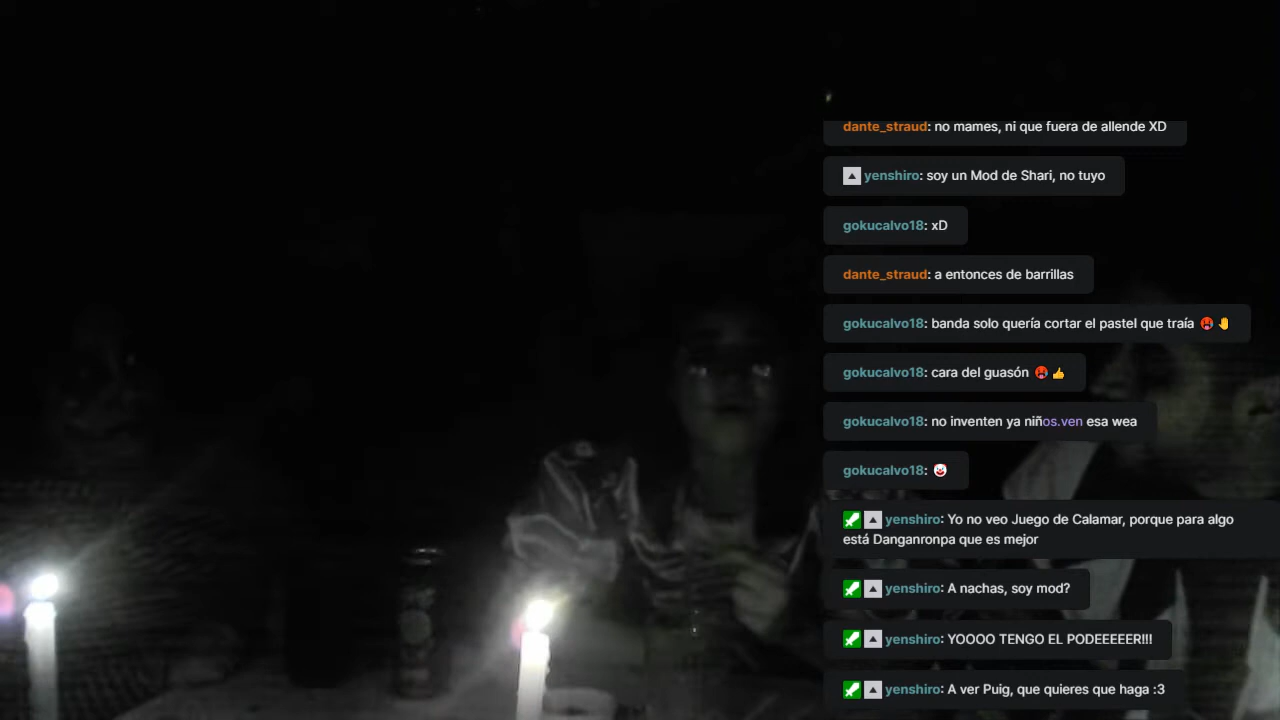 dante_straud: no mames, ni que fuera de allende XD
yenshiro: soy un Mod de Shari, no tuyo
gokucalvo18: xD
dante_straud: a entonces de barrillas
gokucalvo18: banda solo quería cortar el pastel que traía 👹🤚
gokucalvo18: cara del guasón 👹👍
gokucalvo18: no inventen ya niños.ven esa wea
gokucalvo18: 🤡
yenshiro: Yo no veo Juego de Calamar, porque para algo
está Danganronpa que es mejor
yenshiro: A nachas, soy mod?
yenshiro: YOOOO TENGO EL PODEEEEER!!!
yenshiro: A ver Puig, que quieres que haga :3